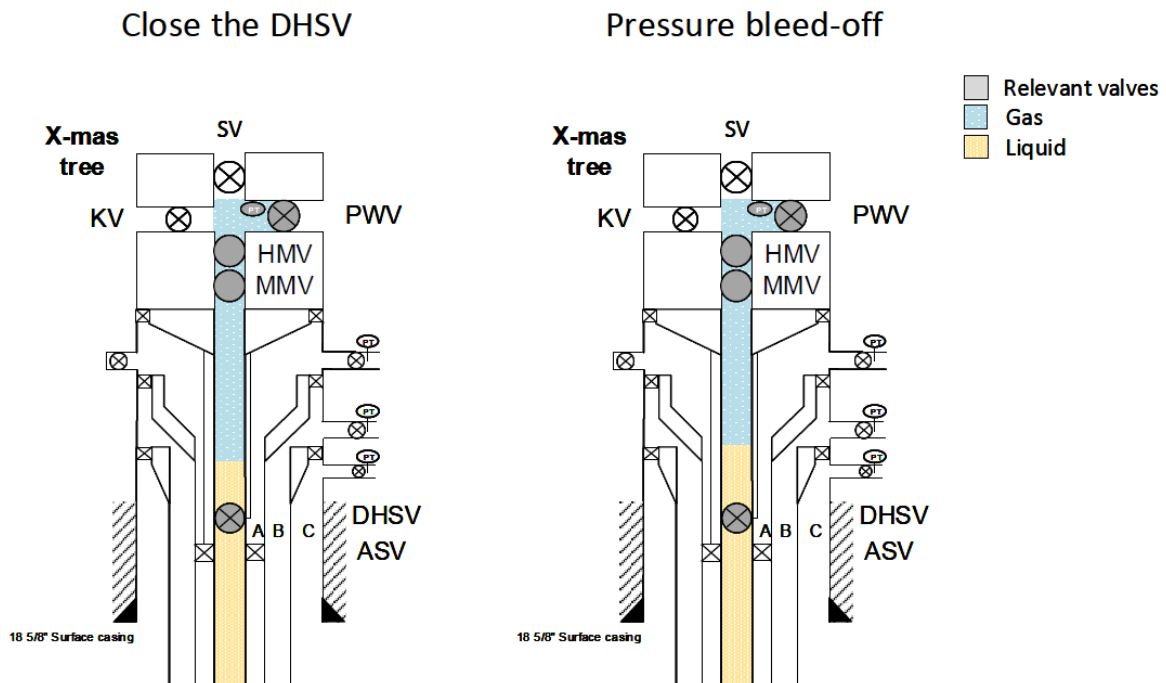 Close the DHSV
Pressure bleed-off
Relevant valves
Gas
Liquid
X-mas
tree
SV
KV
PT
PWV
HMV
MMV
PT
PT
PT
DHSV
A B C
ASV
18 5/8" Surface casing
X-mas
tree
SV
KV
PT
PWV
HMV
MMV
PT
PT
PT
DHSV
A B C
ASV
18 5/8" Surface casing